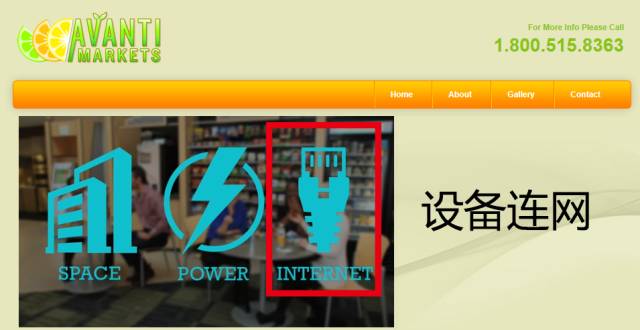 AVANTI
MARKETS
For More Info Please Call
1.800.515.8363
Home
About
Gallery
Contact
SPACE
POWER
INTERNET
设备连网